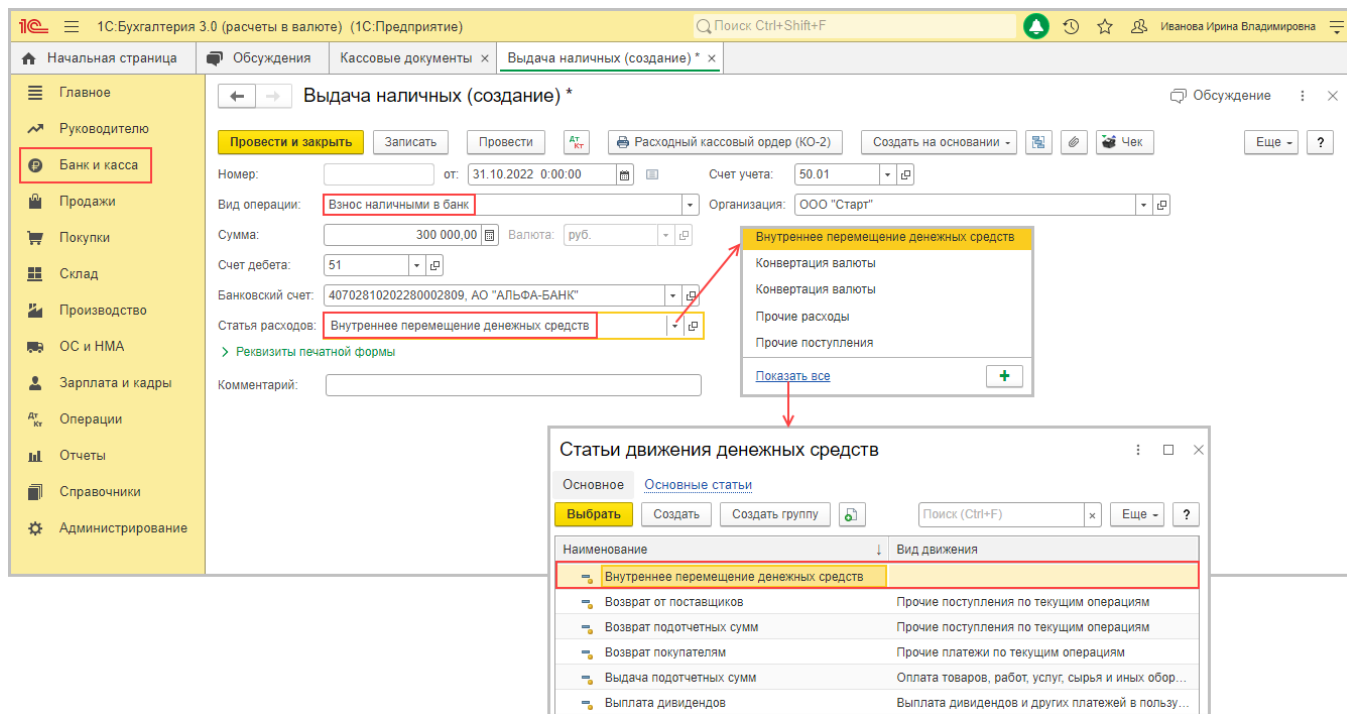 1С:Бухгалтерия 3.0 (расчеты в валюте) (1С:Предприятие) Поиск Ctrl+Shift+F Иванова Ирина Владимировна
Начальная страница Обсуждения Кассовые документы × Выдача наличных (создание) * ×
Главное
Руководителю
Банк и касса
Продажи
Покупки
Склад
Производство
ОС и НМА
Зарплата и кадры
Операции
Отчеты
Справочники
Администрирование
Выдача наличных (создание) * Обсуждение
Провести и закрыть Записать Провести Дт Кт Расходный кассовый ордер (КО-2) Создать на основании Чек Еще ?
Номер: от: 31.10.2022 0:00:00 Счет учета: 50.01
Вид операции: Взнос наличными в банк Организация: ООО "Старт"
Сумма: 300 000,00 Валюта: руб.
Счет дебета: 51
Банковский счет: 40702810202280002809, АО "АЛЬФА-БАНК"
Статья расходов: Внутреннее перемещение денежных средств
Реквизиты печатной формы
Комментарий:
Внутреннее перемещение денежных средств
Конвертация валюты
Конвертация валюты
Прочие расходы
Прочие поступления
Показать все +
Статьи движения денежных средств
Основное Основные статьи
Выбрать Создать Создать группу Поиск (Ctrl+F) × Еще ?
Наименование ↓ Вид движения
Внутреннее перемещение денежных средств
Возврат от поставщиков Прочие поступления по текущим операциям
Возврат подотчетных сумм Прочие поступления по текущим операциям
Возврат покупателям Прочие платежи по текущим операциям
Выдача подотчетных сумм Оплата товаров, работ, услуг, сырья и иных обор...
Выплата дивидендов Выплата дивидендов и других платежей в пользу...